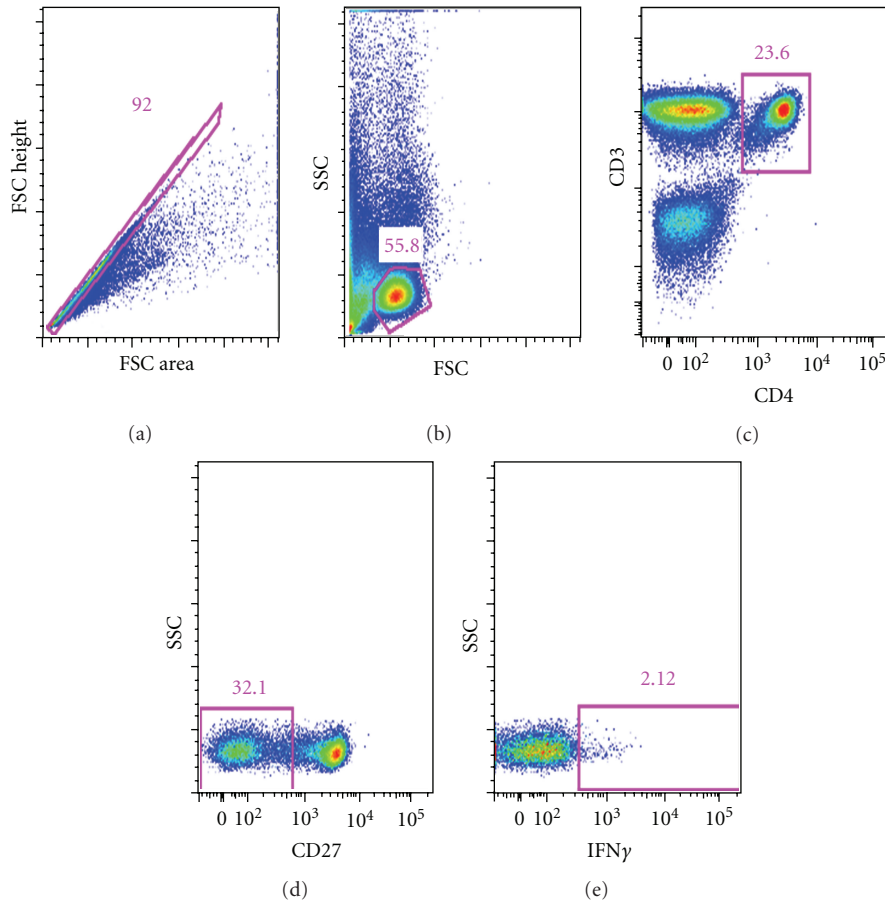 92
FSC height
FSC area
(a)
55.8
SSC
FSC
(b)
23.6
CD3
0 10² 10³ 10⁴ 10⁵
CD4
(c)
32.1
SSC
0 10² 10³ 10⁴ 10⁵
CD27
(d)
2.12
SSC
0 10² 10³ 10⁴ 10⁵
IFNγ
(e)